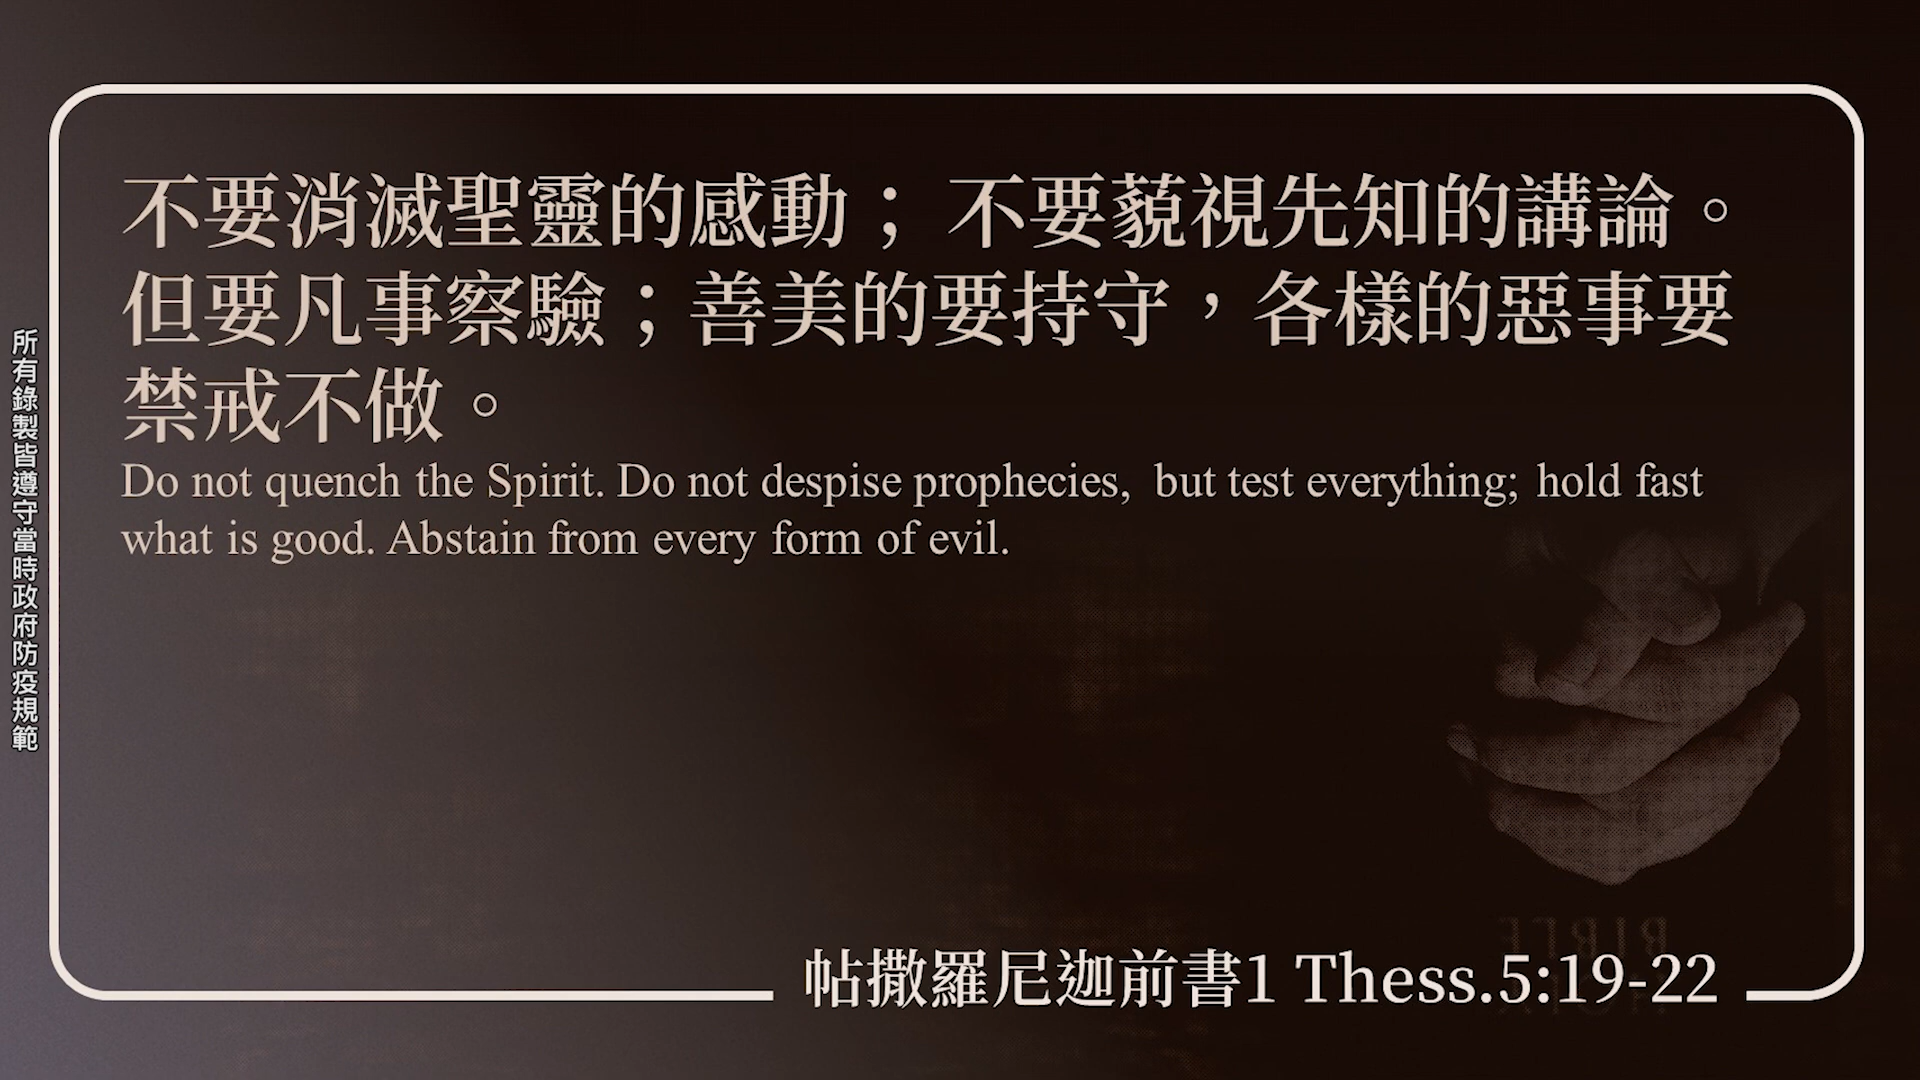 不要消滅聖靈的感動； 不要藐視先知的講論。
但要凡事察驗；善美的要持守，各樣的惡事要
禁戒不做。
Do not quench the Spirit. Do not despise prophecies, but test everything; hold fast
what is good. Abstain from every form of evil.
帖撒羅尼迦前書1 Thess.5:19-22
所有錄製皆遵守當時政府防疫規範
BIBLE